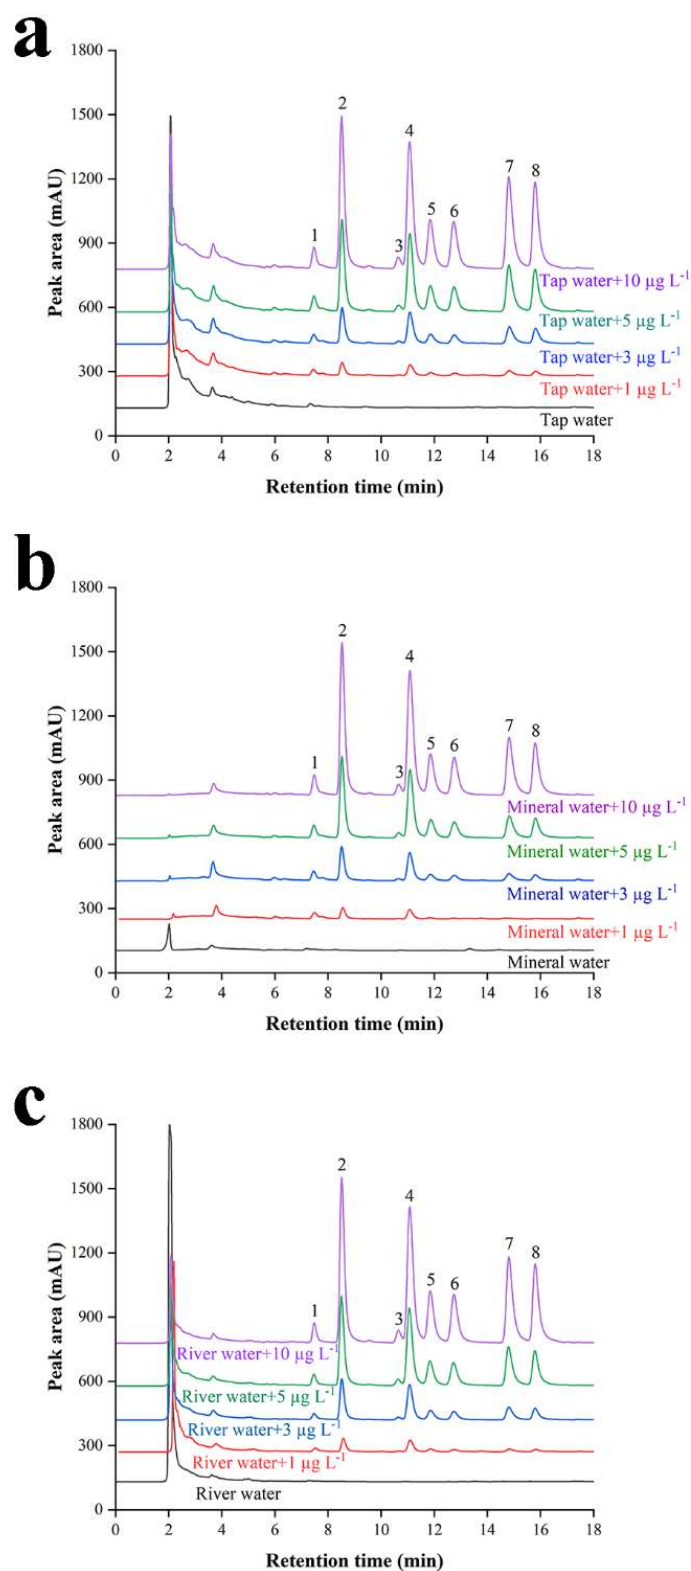 a
1800
1500
1200
900
600
300
0
Peak area (mAU)
1
2
3
4
5
6
7
8
Tap water+10 µg L-1
Tap water+5 µg L-1
Tap water+3 µg L-1
Tap water+1 µg L-1
Tap water
0 2 4 6 8 10 12 14 16 18
Retention time (min)
b
1800
1500
1200
900
600
300
0
Peak area (mAU)
1
2
3
4
5
6
7
8
Mineral water+10 µg L-1
Mineral water+5 µg L-1
Mineral water+3 µg L-1
Mineral water+1 µg L-1
Mineral water
0 2 4 6 8 10 12 14 16 18
Retention time (min)
c
1800
1500
1200
900
600
300
0
Peak area (mAU)
1
2
3
4
5
6
7
8
River water+10 µg L-1
River water+5 µg L-1
River water+3 µg L-1
River water+1 µg L-1
River water
0 2 4 6 8 10 12 14 16 18
Retention time (min)